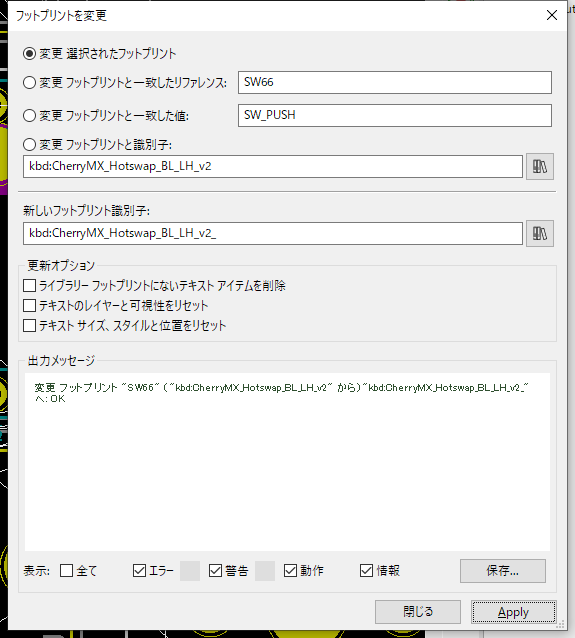 フットプリントを変更
変更 選択されたフットプリント
変更 フットプリントと一致したリファレンス: SW66
変更 フットプリントと一致した値: SW_PUSH
変更 フットプリントと識別子:
kbd:CherryMX_Hotswap_BL_LH_v2
新しいフットプリント識別子:
kbd:CherryMX_Hotswap_BL_LH_v2_
更新オプション
ライブラリー フットプリントにないテキスト アイテムを削除
テキストのレイヤーと可視性をリセット
テキスト サイズ、スタイルと位置をリセット
出力メッセージ
変更 フットプリント "SW66" ("kbd:CherryMX_Hotswap_BL_LH_v2" から) "kbd:CherryMX_Hotswap_BL_LH_v2_"
へ: OK
表示: 全て エラー 警告 動作 情報 保存...
閉じる Apply